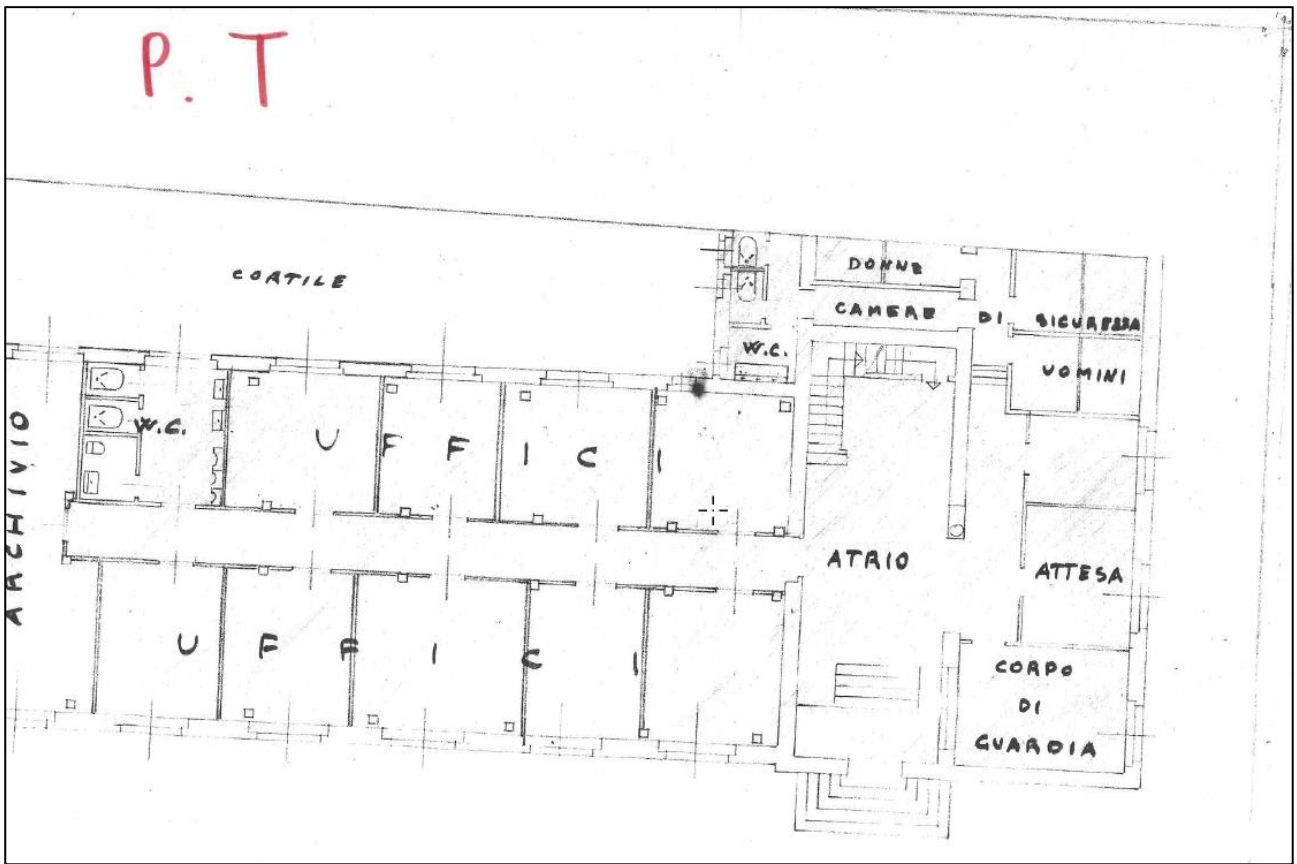 P. T
CORTILE
DONNE
CAMERE DI SICUREZZA
UOMINI
W.C.
W.C.
UFFICI
ARCHIVIO
ATRIO
ATTESA
UFFICI
CORPO
DI
GUARDIA